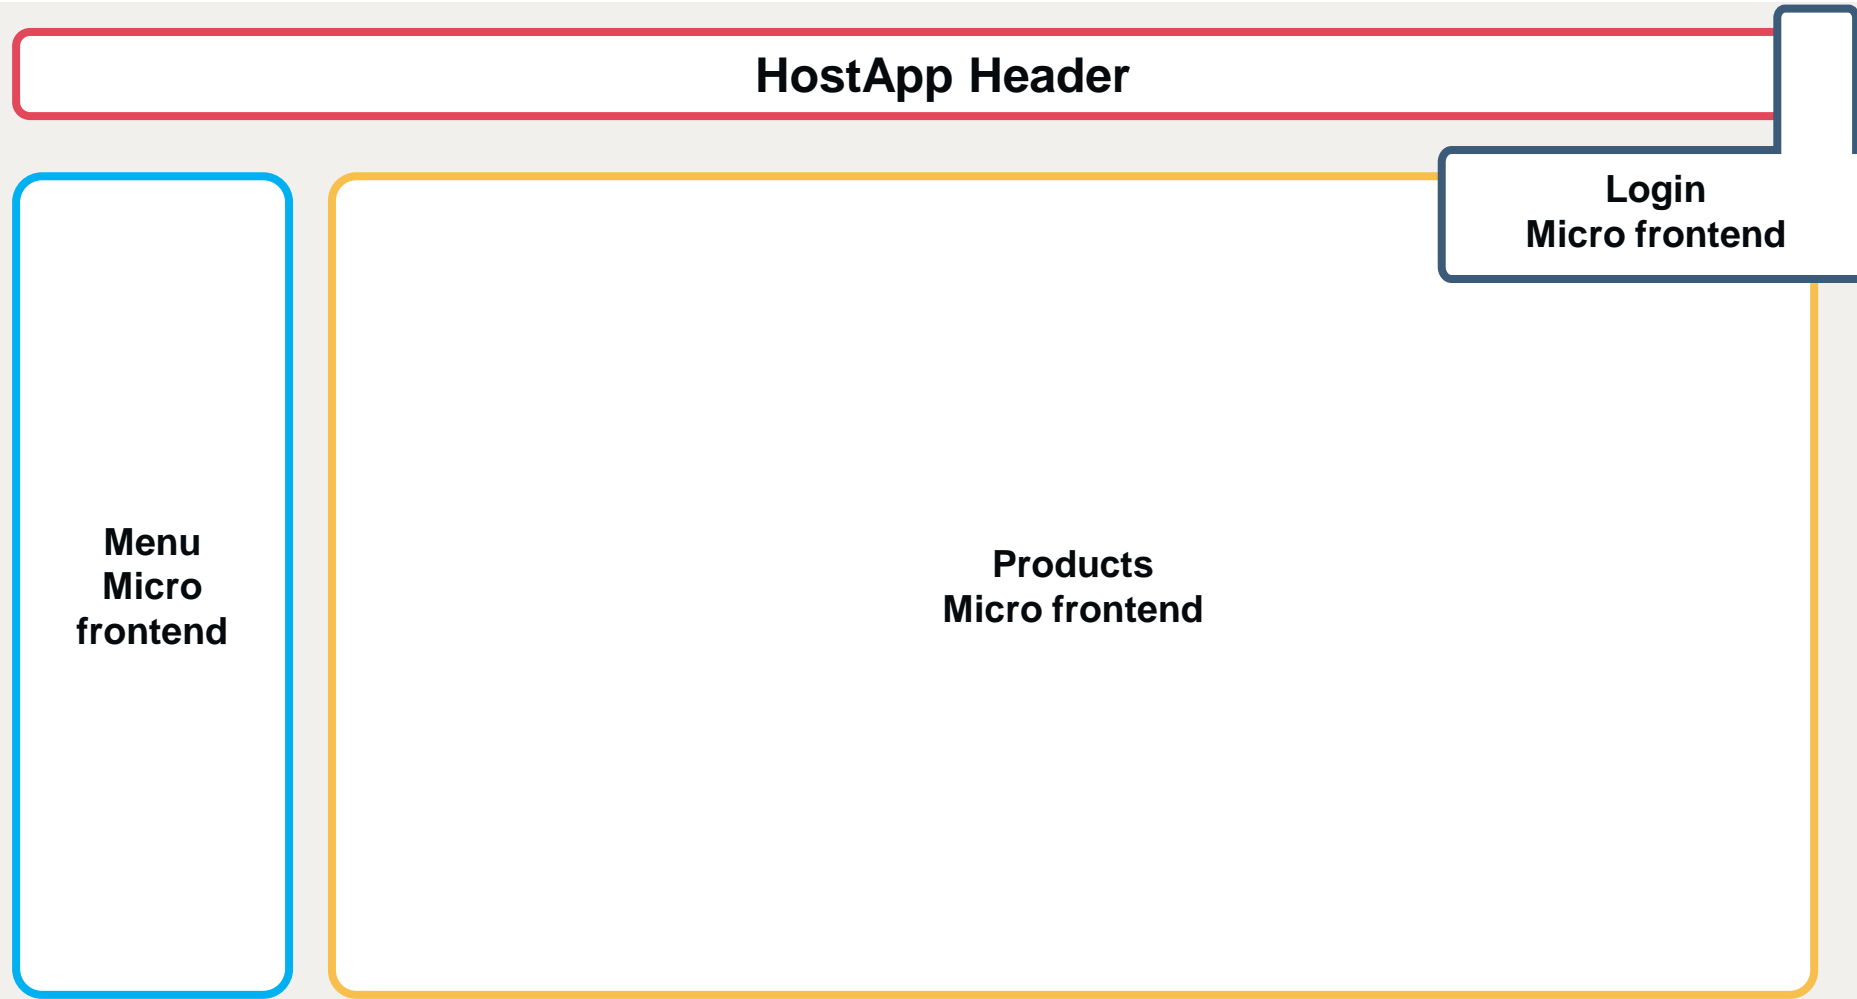 HostApp Header
Login
Micro frontend
Menu
Micro
frontend
Products
Micro frontend